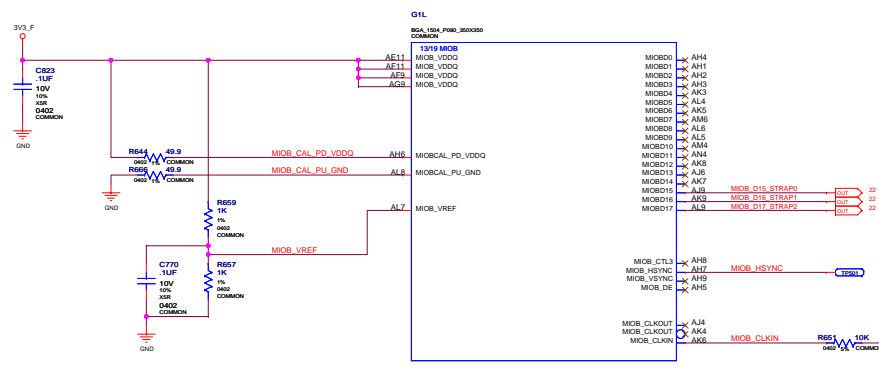 G1L
BGA_1504_P080_350X350
COMMON
3V3_F
13/19 MIOB
AE11 MIOB_VDDQ
AF11 MIOB_VDDQ
AF9 MIOB_VDDQ
AG9 MIOB_VDDQ
C823
.1UF
10V
10%
X5R
0402
COMMON
GND
R644 49.9
0402 1% COMMON
MIOB_CAL_PD_VDDQ
AH6 MIOBCAL_PD_VDDQ
R666 49.9
0402 1% COMMON
MIOB_CAL_PU_GND
AL8 MIOBCAL_PU_GND
GND
R659
1K
1%
0402
COMMON
AL7 MIOB_VREF
MIOB_VREF
C770
.1UF
10V
10%
X5R
0402
COMMON
R657
1K
1%
0402
COMMON
GND
MIOBD0 AH4
MIOBD1 AH1
MIOBD2 AH2
MIOBD3 AH3
MIOBD4 AK3
MIOBD5 AL4
MIOBD6 AK5
MIOBD7 AM6
MIOBD8 AL6
MIOBD9 AL5
MIOBD10 AM4
MIOBD11 AN4
MIOBD12 AK8
MIOBD13 AJ6
MIOBD14 AK7
MIOBD15 AJ9 MIOB_D15_STRAP0 OUT 22
MIOBD16 AK9 MIOB_D16_STRAP1 OUT 22
MIOBD17 AL9 MIOB_D17_STRAP2 OUT 22
MIOB_CTL3 AH8
MIOB_HSYNC AH7 MIOB_HSYNC TP501
MIOB_VSYNC AH9
MIOB_DE AH5
MIOB_CLKOUT AJ4
MIOB_CLKOUT AK4
MIOB_CLKIN AK6 MIOB_CLKIN
R651 10K
0402 5% COMMO